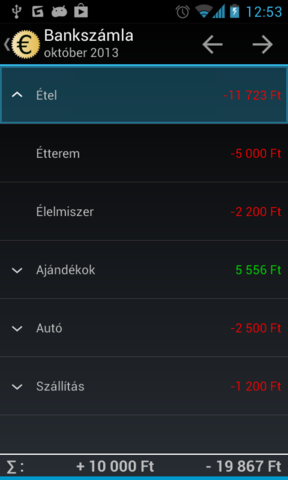 12:53
Bankszámla
október 2013
Étel -11 723 Ft
Étterem -5 000 Ft
Élelmiszer -2 200 Ft
Ajándékok 5 556 Ft
Autó -2 500 Ft
Szállítás -1 200 Ft
∑ : + 10 000 Ft - 19 867 Ft